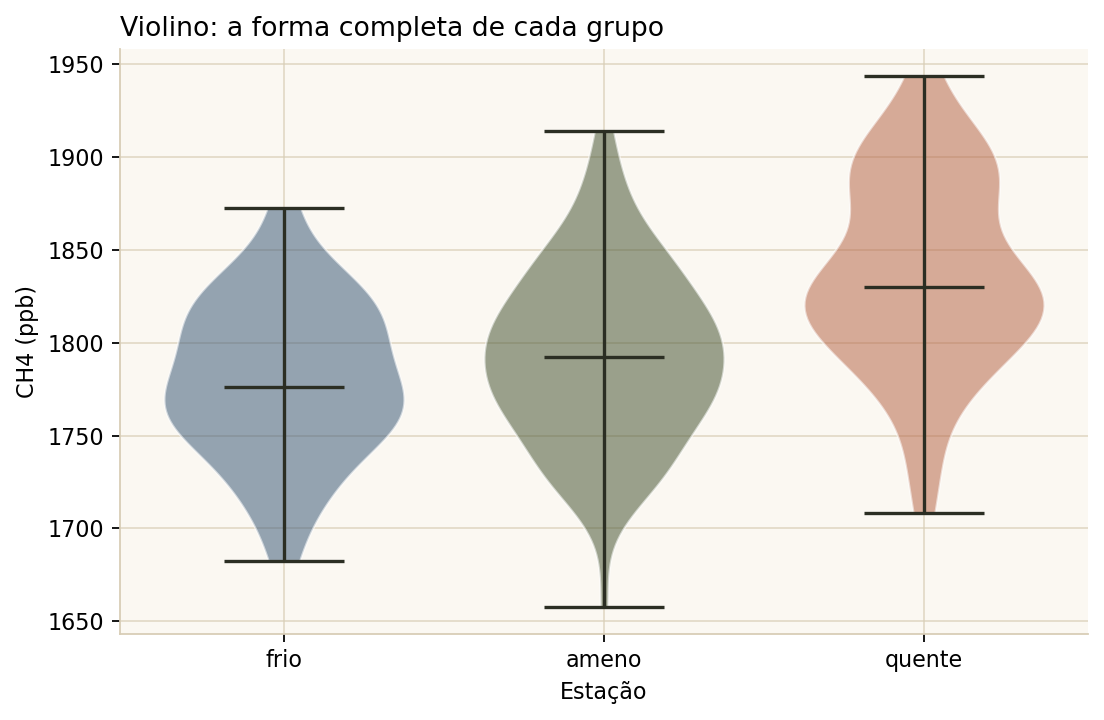 Violino: a forma completa de cada grupo
1950
1900
1850
1800
1750
1700
1650
CH4 (ppb)
frio
ameno
quente
Estação